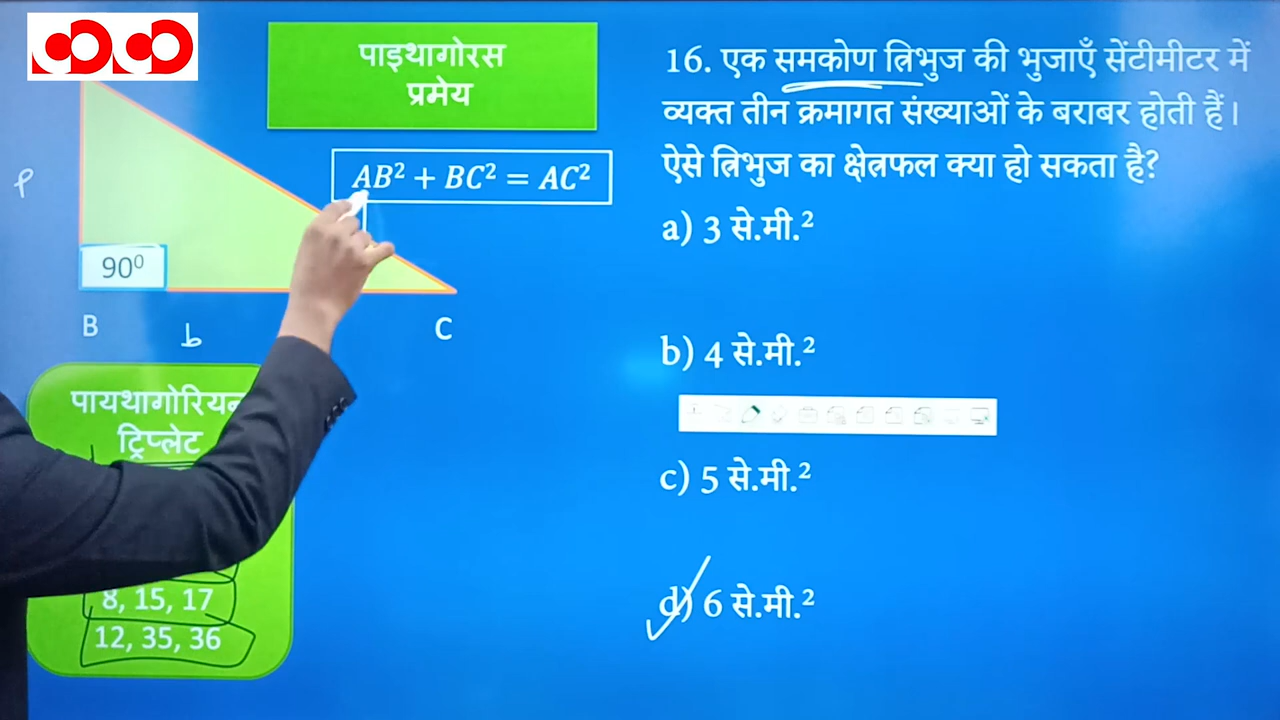 पाइथागोरस
प्रमेय
AB² + BC² = AC²
P
90⁰
B
b
C
पायथागोरियन
ट्रिप्लेट
8, 15, 17
12, 35, 36
16. एक समकोण त्रिभुज की भुजाएँ सेंटीमीटर में
व्यक्त तीन क्रमागत संख्याओं के बराबर होती हैं।
ऐसे त्रिभुज का क्षेत्रफल क्या हो सकता है?
a) 3 से.मी.²
b) 4 से.मी.²
c) 5 से.मी.²
d) 6 से.मी.²